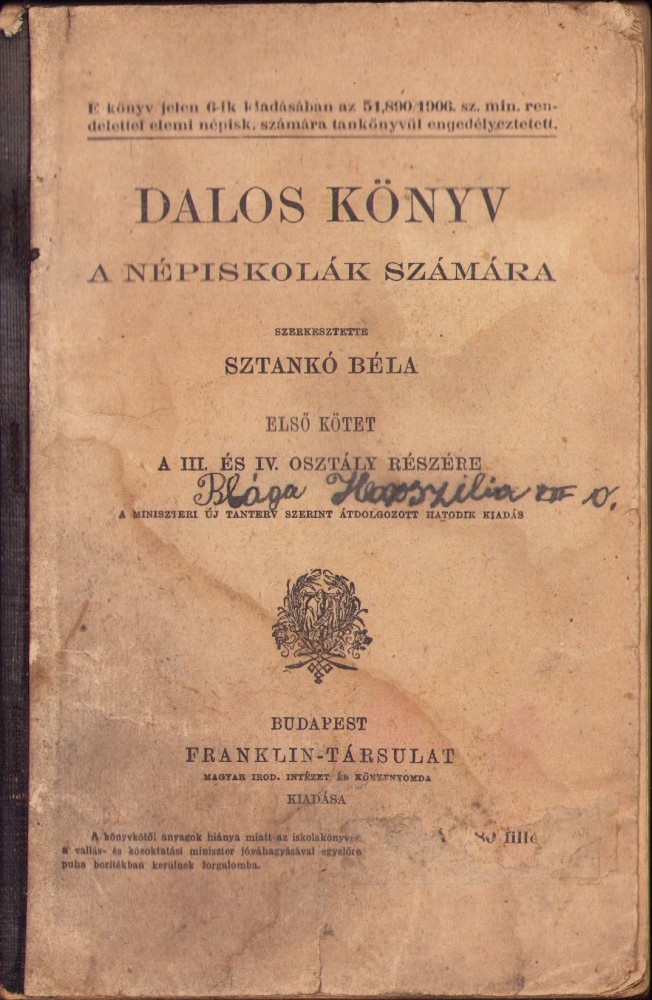 E könyv jelen 6-ik kiadásában az 51,890/1906. sz. min. ren-
delettel elemi népisk. számára tankönyvül engedélyeztetett.
DALOS KÖNYV
A NÉPISKOLÁK SZÁMÁRA
SZERKESZTETTE
SZTANKÓ BÉLA
ELSŐ KÖTET
A III. ÉS IV. OSZTÁLY RÉSZÉRE
Blága III o.
A MINISZTERI ÚJ TANTERV SZERINT ÁTDOLGOZOTT HATODIK KIADÁS
BUDAPEST
FRANKLIN-TÁRSULAT
MAGYAR IROD. INTÉZET ÉS KÖNYVNYOMDA
KIADÁSA
A könyvkötői anyagok hiánya miatt az iskolakönyvek
a vallás- és közoktatási miniszter jóváhagyásával egyelőre
puha borítékban kerülnek forgalomba.